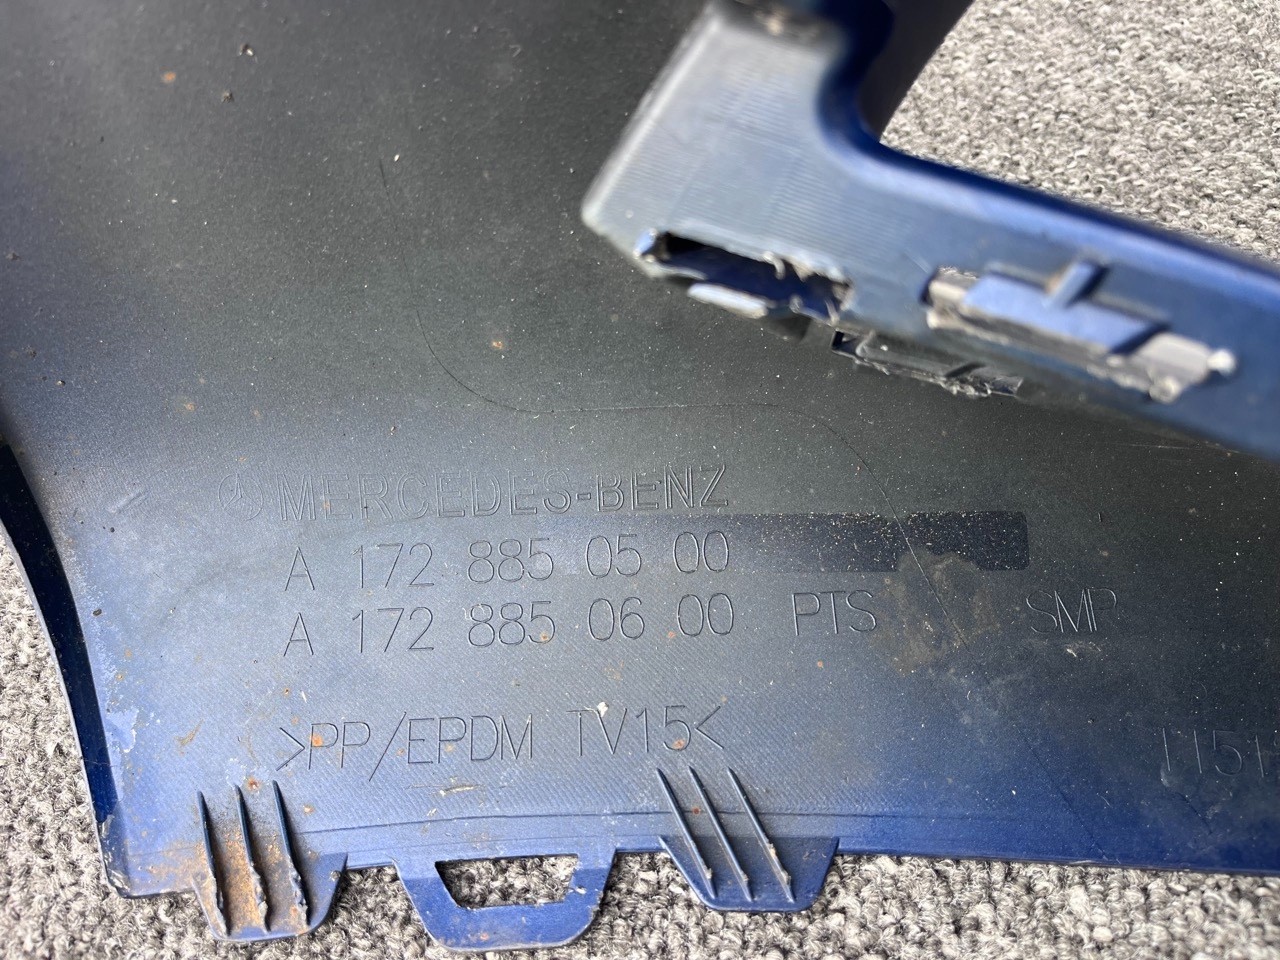 MERCEDES-BENZ
A 172 885 05 00
A 172 885 06 00 PTS SMP
>PP/EPDM TV15<